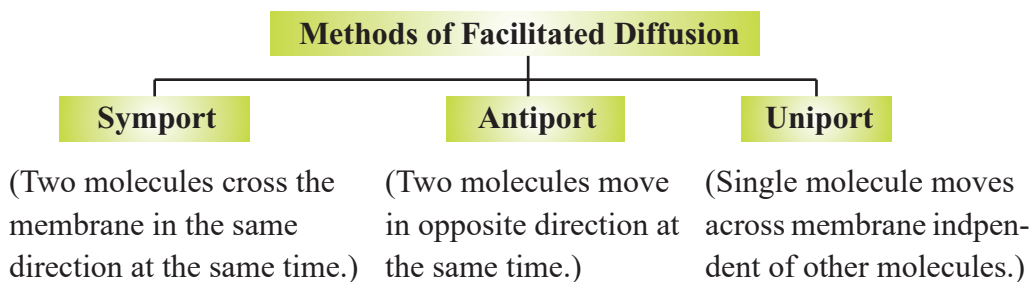 Methods of Facilitated Diffusion
Symport
Antiport
Uniport
(Two molecules cross the
membrane in the same
direction at the same time.)
(Two molecules move
in opposite direction at
the same time.)
(Single molecule moves
across membrane indpen-
dent of other molecules.)